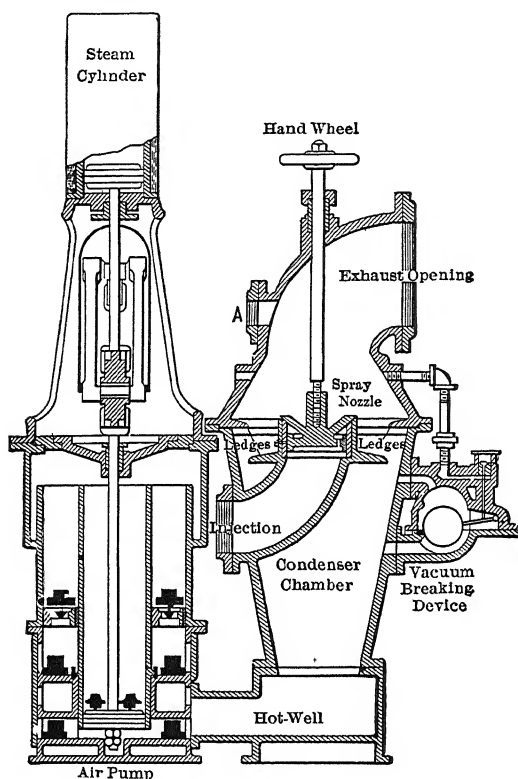 Steam
Cylinder
Hand Wheel
Exhaust Opening
A
Spray
Nozzle
Ledges
Ledges
Injection
Condenser
Chamber
Vacuum
Breaking
Device
Hot-Well
Air Pump